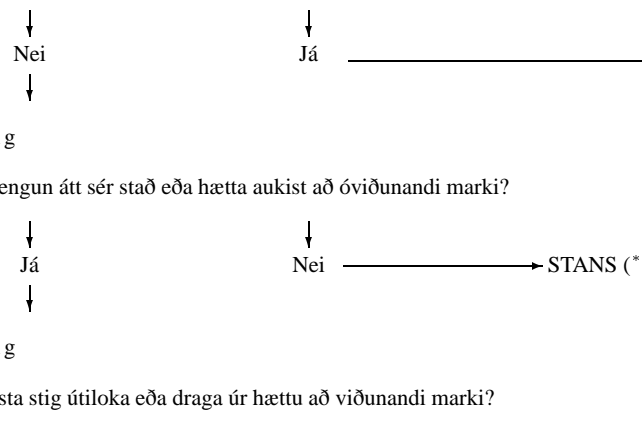 Nei Já
g
engun átt sér stað eða hætta aukist að óviðunandi marki?
Já Nei STANS (*
g
sta stig útiloka eða draga úr hættu að viðunandi marki?